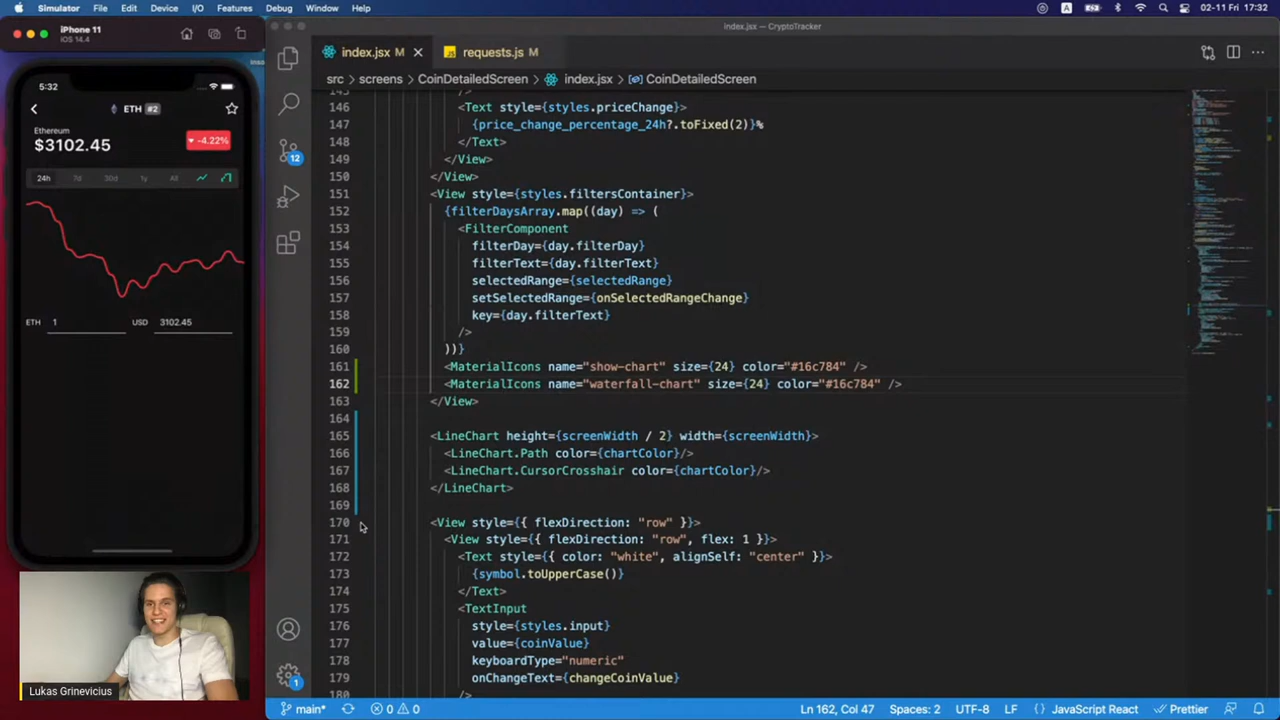 Simulator File Edit Device I/O Features Debug Window Help
A
02-11 Fri 17:32
iPhone 11
iOS 14.4
5:32
ETH #2
Ethereum
$3102.45
-4.22%
24h 7d 30d 1y All
ETH 1 USD 3102.45
Lukas Grinevicius
index.jsx — CryptoTracker
index.jsx M
JS requests.js M
src > screens > CoinDetailedScreen > index.jsx > CoinDetailedScreen
12
1
145 />
146 <Text style={styles.priceChange}>
147 {price_change_percentage_24h?.toFixed(2)}%
148 </Text>
149 </View>
150 </View>
151 <View style={styles.filtersContainer}>
152 {filterDaysArray.map((day) => (
153 <FilterComponent
154 filterDay={day.filterDay}
155 filterText={day.filterText}
156 selectedRange={selectedRange}
157 setSelectedRange={onSelectedRangeChange}
158 key={day.filterText}
159 />
160 ))}
161 <MaterialIcons name="show-chart" size={24} color="#16c784" />
162 <MaterialIcons name="waterfall-chart" size={24} color="#16c784" />
163 </View>
164
165 <LineChart height={screenWidth / 2} width={screenWidth}>
166 <LineChart.Path color={chartColor}/>
167 <LineChart.CursorCrosshair color={chartColor}/>
168 </LineChart>
169
170 <View style={{ flexDirection: "row" }}>
171 <View style={{ flexDirection: "row", flex: 1 }}>
172 <Text style={{ color: "white", alignSelf: "center" }}>
173 {symbol.toUpperCase()}
174 </Text>
175 <TextInput
176 style={styles.input}
177 value={coinValue}
178 keyboardType="numeric"
179 onChangeText={changeCoinValue}
180 />
main* 0 0 Ln 162, Col 47 Spaces: 2 UTF-8 LF JavaScript React Prettier